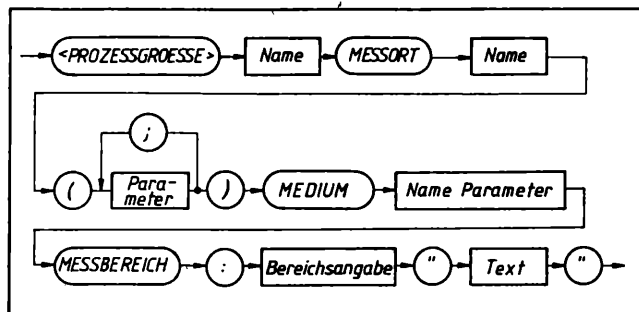 <PROZESSGROESSE> Name MESSORT Name
;
( Para-
meter ) MEDIUM Name Parameter
MESSBEREICH : Bereichsangabe " Text "